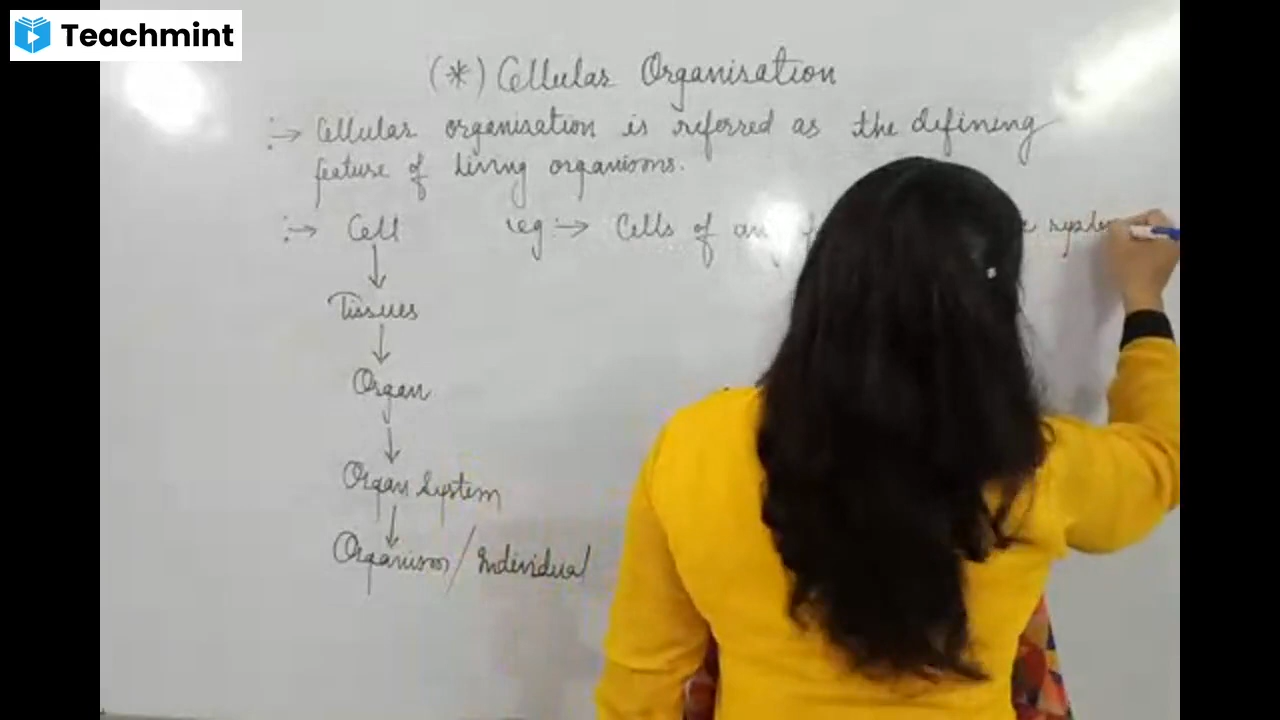 Teachmint
(*) Cellular Organisation
:→ Cellular organisation is referred as the defining
feature of living organisms.
:→ Cell eg :→ Cells of an
↓
Tissues
↓
Organ
↓
Organ System
↓
Organism / Individual